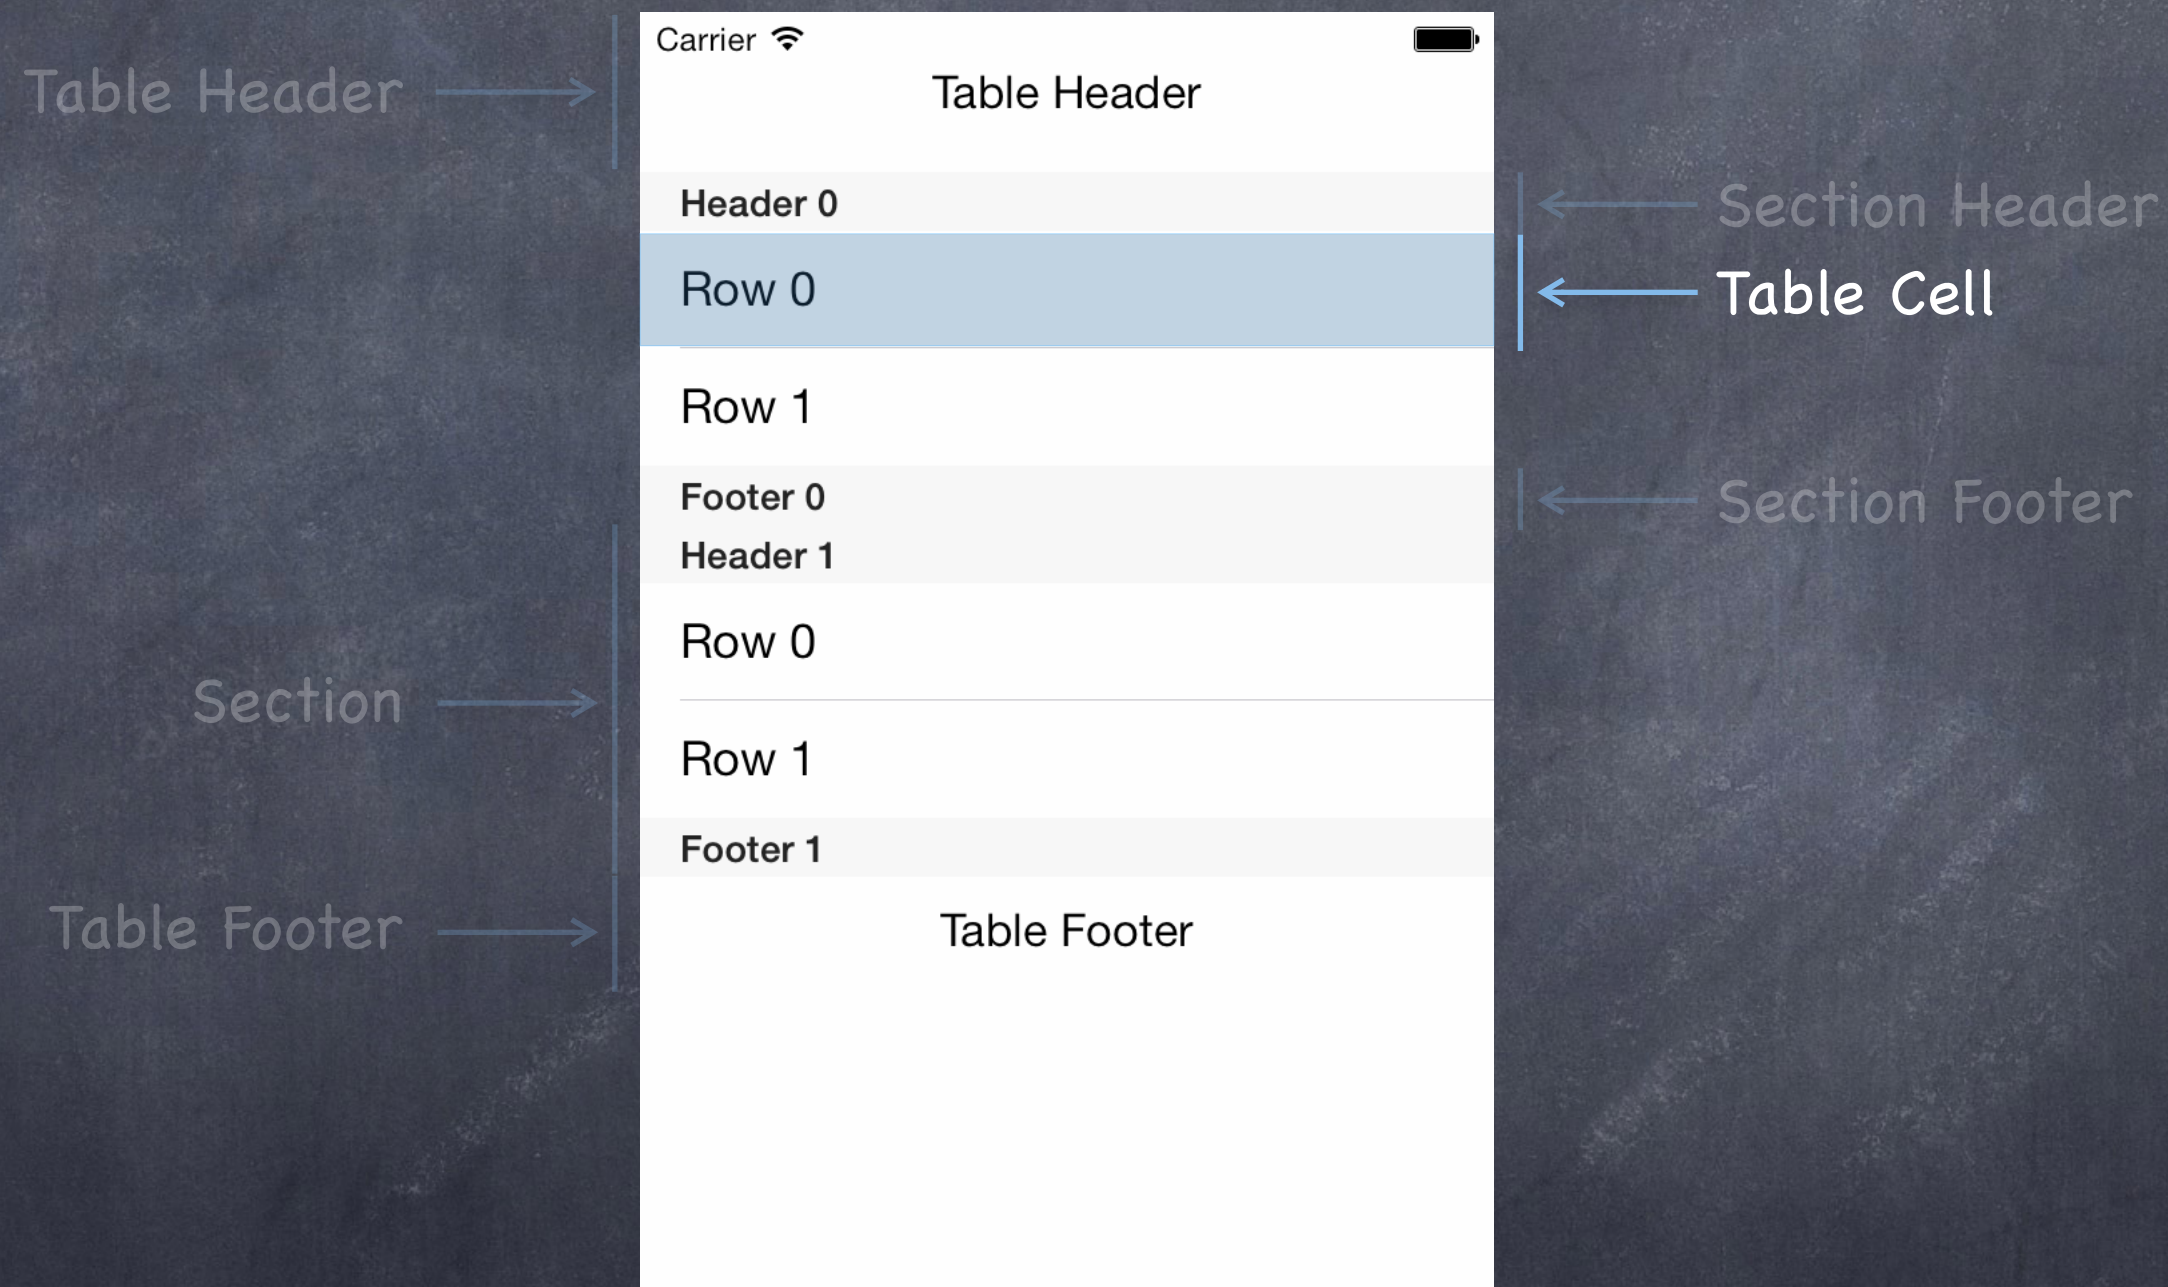 Carrier
Table Header
Table Header
Header 0
Section Header
Row 0
Table Cell
Row 1
Footer 0
Section Footer
Header 1
Row 0
Section
Row 1
Footer 1
Table Footer
Table Footer